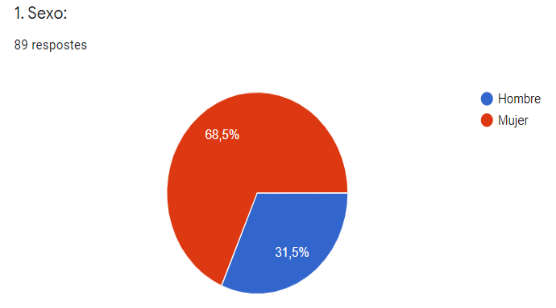 1. Sexo:
89 respostes
Hombre
Mujer
68,5%
31,5%